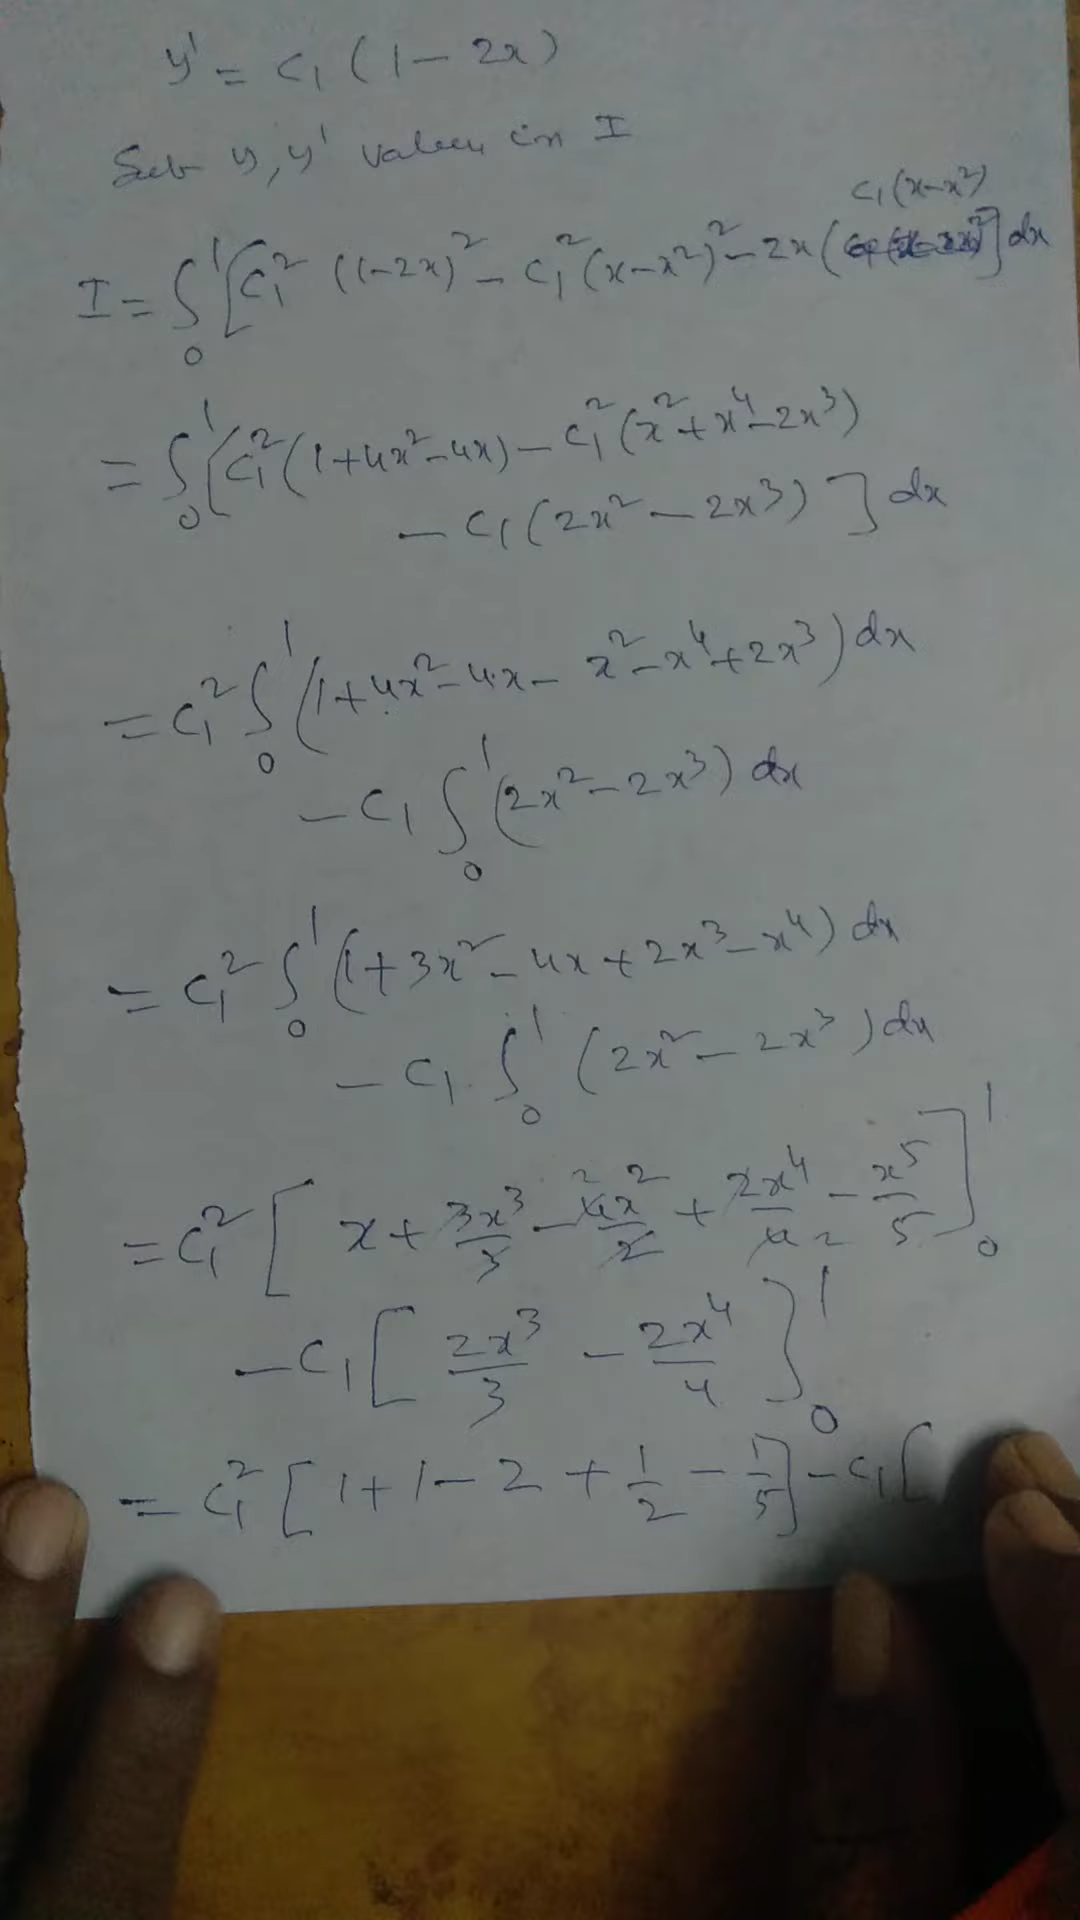 y' = c₁ (1 - 2x)
Sub y, y' values in I
c₁(x-x²)
I = ∫₀¹ [c₁² (1-2x)² - c₁² (x-x²)² - 2x ( ] dx
= ∫₀¹ [c₁² (1+4x²-4x) - c₁² (x²+x⁴-2x³)
- c₁ (2x² - 2x³) ] dx
= c₁² ∫₀¹ (1+4x²-4x - x²-x⁴+2x³) dx
- c₁ ∫₀¹ (2x²-2x³) dx
= c₁² ∫₀¹ (1+3x²-4x+2x³-x⁴) dx
- c₁ ∫₀¹ (2x² - 2x³) dx
= c₁² [ x + 3x³/3 - 4x²/2 + 2x⁴/4 2 - x⁵/5 ]₀¹
- c₁ [ 2x³/3 - 2x⁴/4 ]₀¹
= c₁² [ 1+1-2 + 1/2 - 1/5 ] - c₁ [